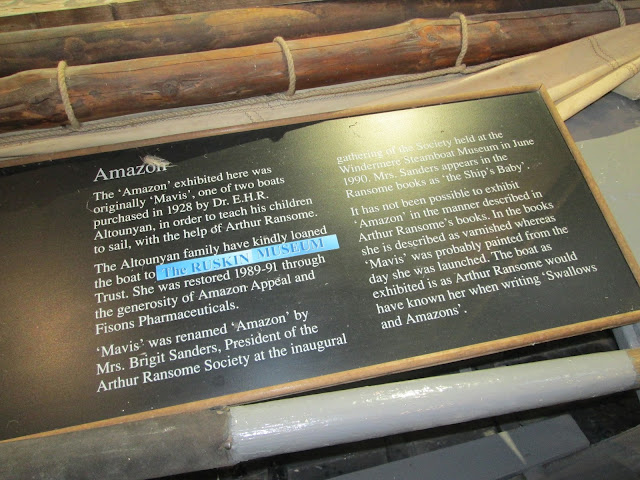 Amazon
The 'Amazon' exhibited here was
originally 'Mavis', one of two boats
purchased in 1928 by Dr. E.H.R.
Altounyan, in order to teach his children
to sail, with the help of Arthur Ransome.
The Altounyan family have kindly loaned
the boat to The RUSKIN MUSEUM
Trust. She was restored 1989-91 through
the generosity of Amazon Appeal and
Fisons Pharmaceuticals.
'Mavis' was renamed 'Amazon' by
Mrs. Brigit Sanders, President of the
Arthur Ransome Society at the inaugural
gathering of the Society held at the
Windermere Steamboat Museum in June
1990. Mrs. Sanders appears in the
Ransome books as 'the Ship's Baby'.
It has not been possible to exhibit
'Amazon' in the manner described in
Arthur Ransome's books. In the books
she is described as varnished whereas
'Mavis' was probably painted from the
day she was launched. The boat as
exhibited is as Arthur Ransome would
have known her when writing 'Swallows
and Amazons'.